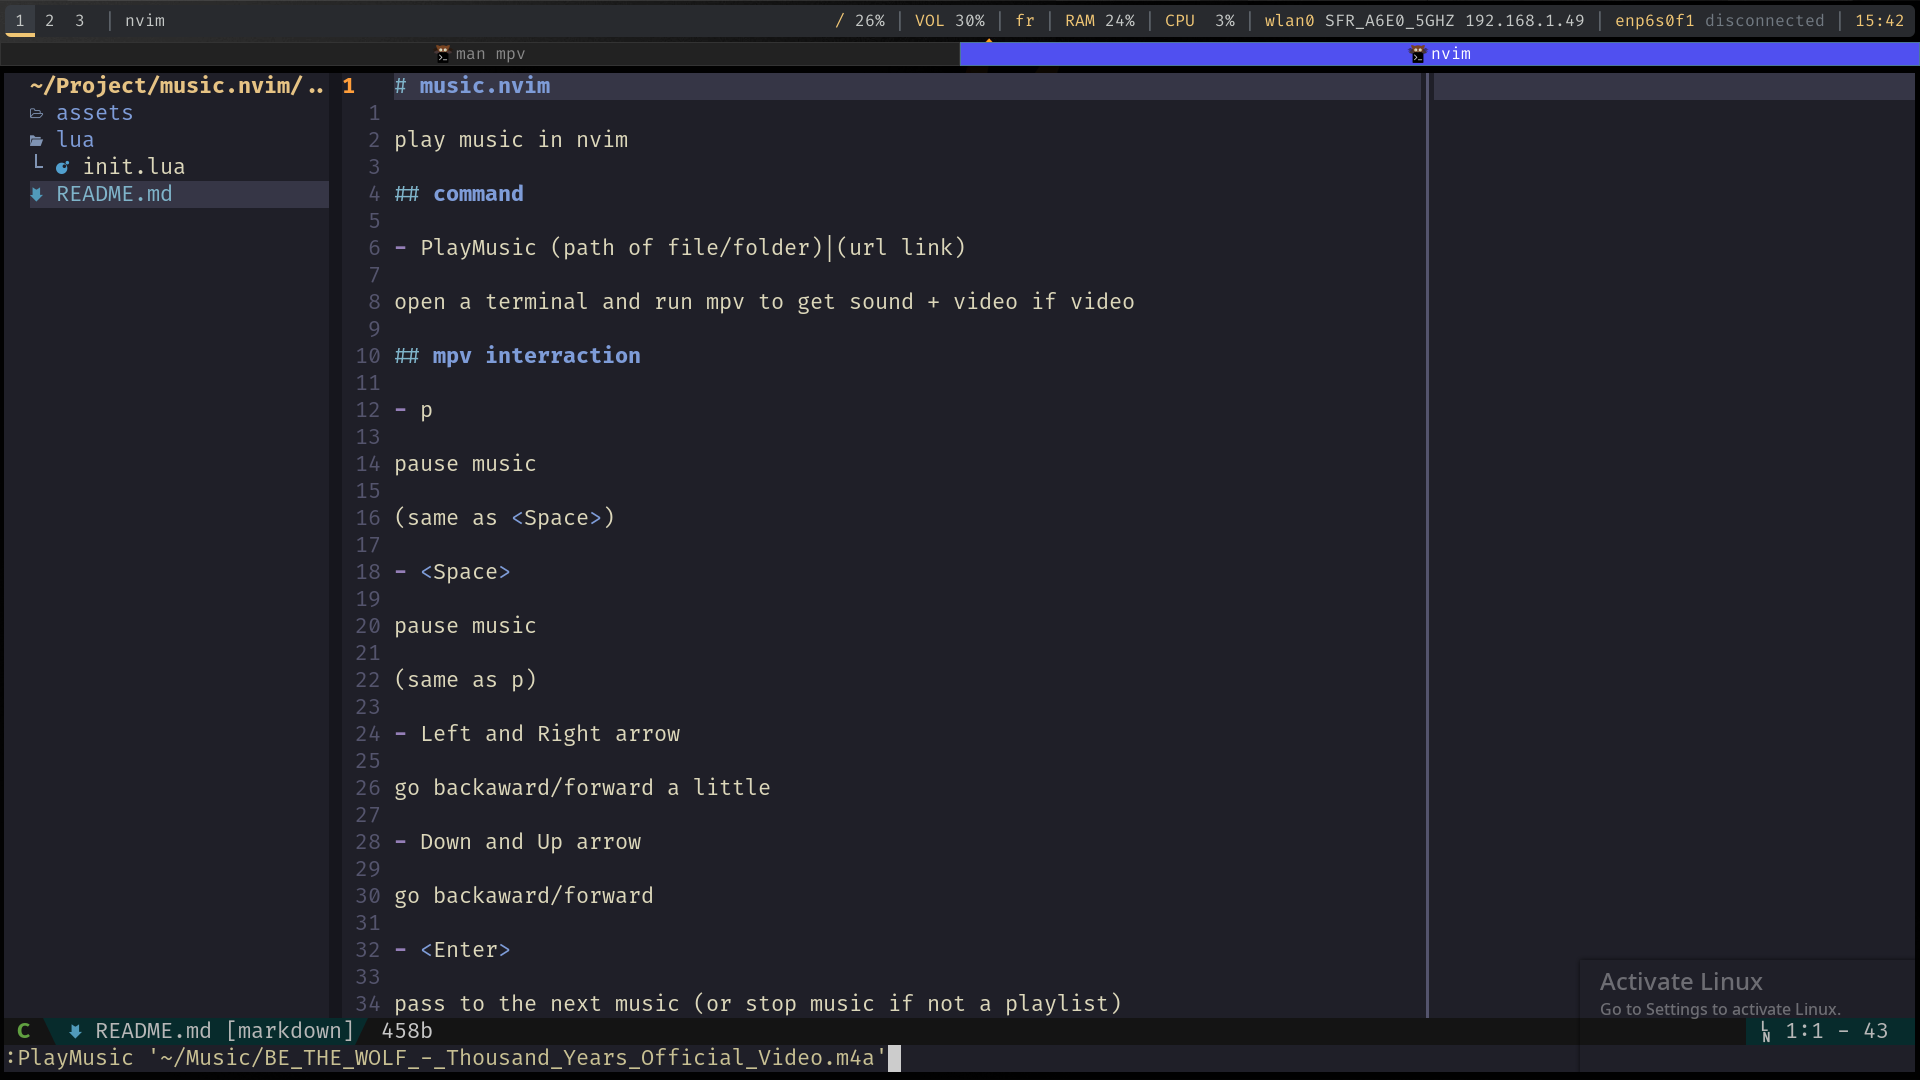 1 2 3 | nvim / 26% | VOL 30% | fr | RAM 24% | CPU 3% | wlan0 SFR_A6E0_5GHZ 192.168.1.49 | enp6s0f1 disconnected | 15:42
man mpv
nvim
~/Project/music.nvim/..
assets
lua
└ init.lua
README.md
1 # music.nvim
1
2 play music in nvim
3
4 ## command
5
6 - PlayMusic (path of file/folder)|(url link)
7
8 open a terminal and run mpv to get sound + video if video
9
10 ## mpv interraction
11
12 - p
13
14 pause music
15
16 (same as <Space>)
17
18 - <Space>
19
20 pause music
21
22 (same as p)
23
24 - Left and Right arrow
25
26 go backaward/forward a little
27
28 - Down and Up arrow
29
30 go backaward/forward
31
32 - <Enter>
33
34 pass to the next music (or stop music if not a playlist)
Activate Linux
Go to Settings to activate Linux.
C README.md [markdown] 458b LN 1:1 - 43
:PlayMusic '~/Music/BE_THE_WOLF_-_Thousand_Years_Official_Video.m4a'